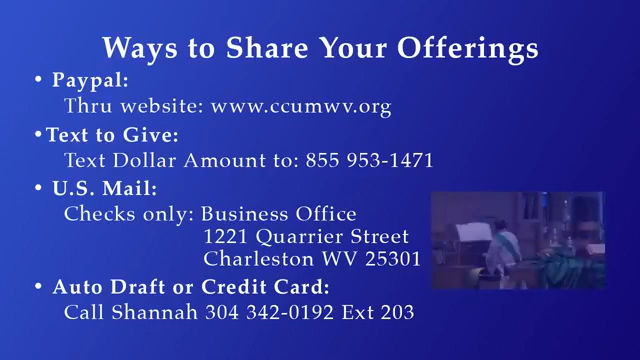 Ways to Share Your Offerings
• Paypal:
Thru website: www.ccumwv.org
•Text to Give:
Text Dollar Amount to: 855 953-1471
• U.S. Mail:
Checks only: Business Office
1221 Quarrier Street
Charleston WV 25301
• Auto Draft or Credit Card:
Call Shannah 304 342-0192 Ext 203